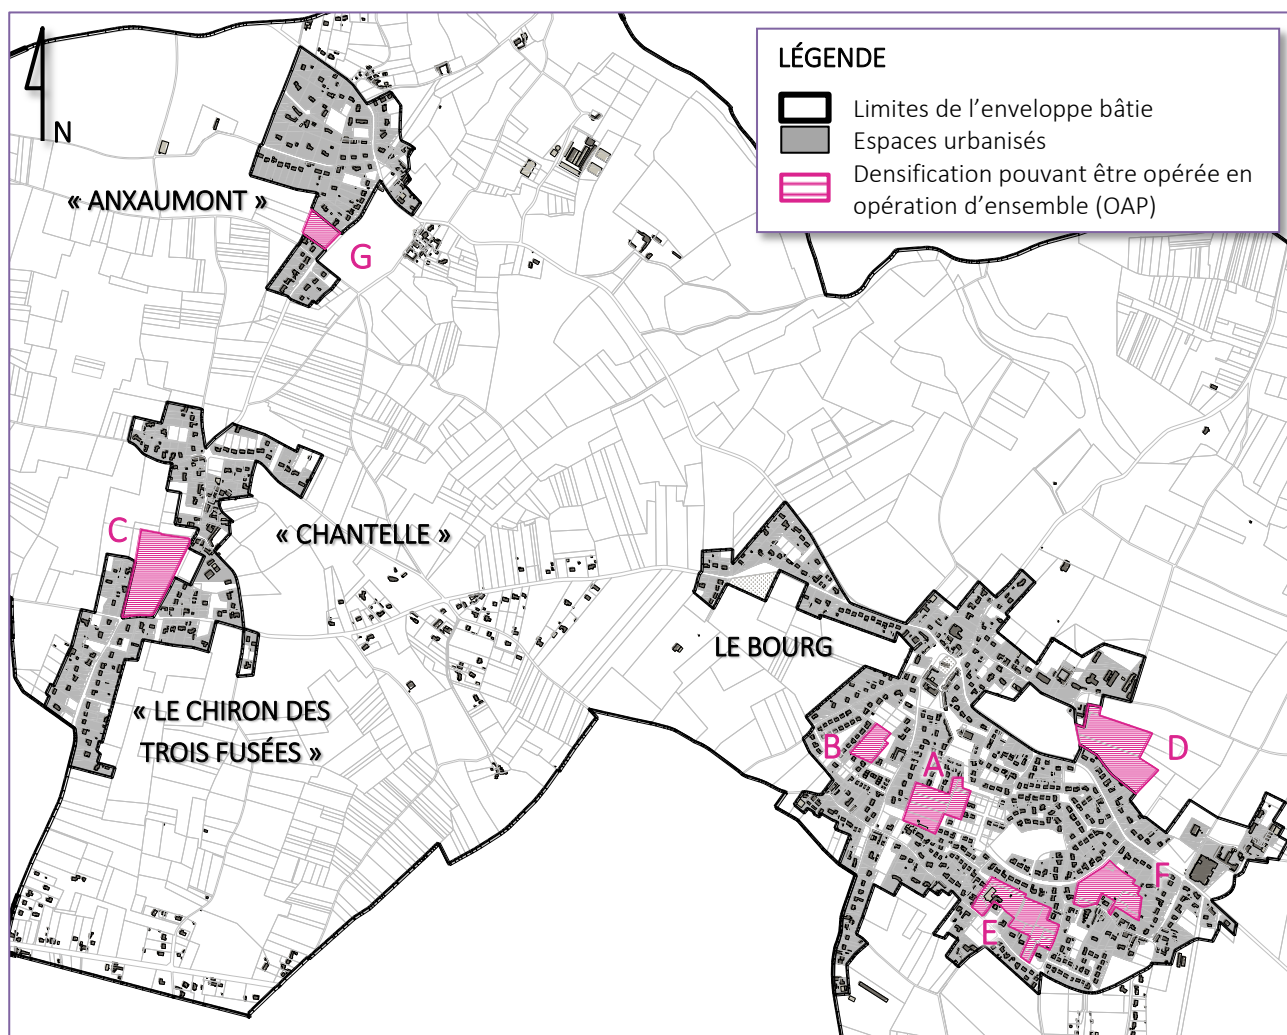 LÉGENDE
Limites de l'enveloppe bâtie
Espaces urbanisés
Densification pouvant être opérée en
opération d'ensemble (OAP)
N
« ANXAUMONT »
G
C
« CHANTELLE »
« LE CHIRON DES
TROIS FUSÉES »
LE BOURG
B
A
D
E
F